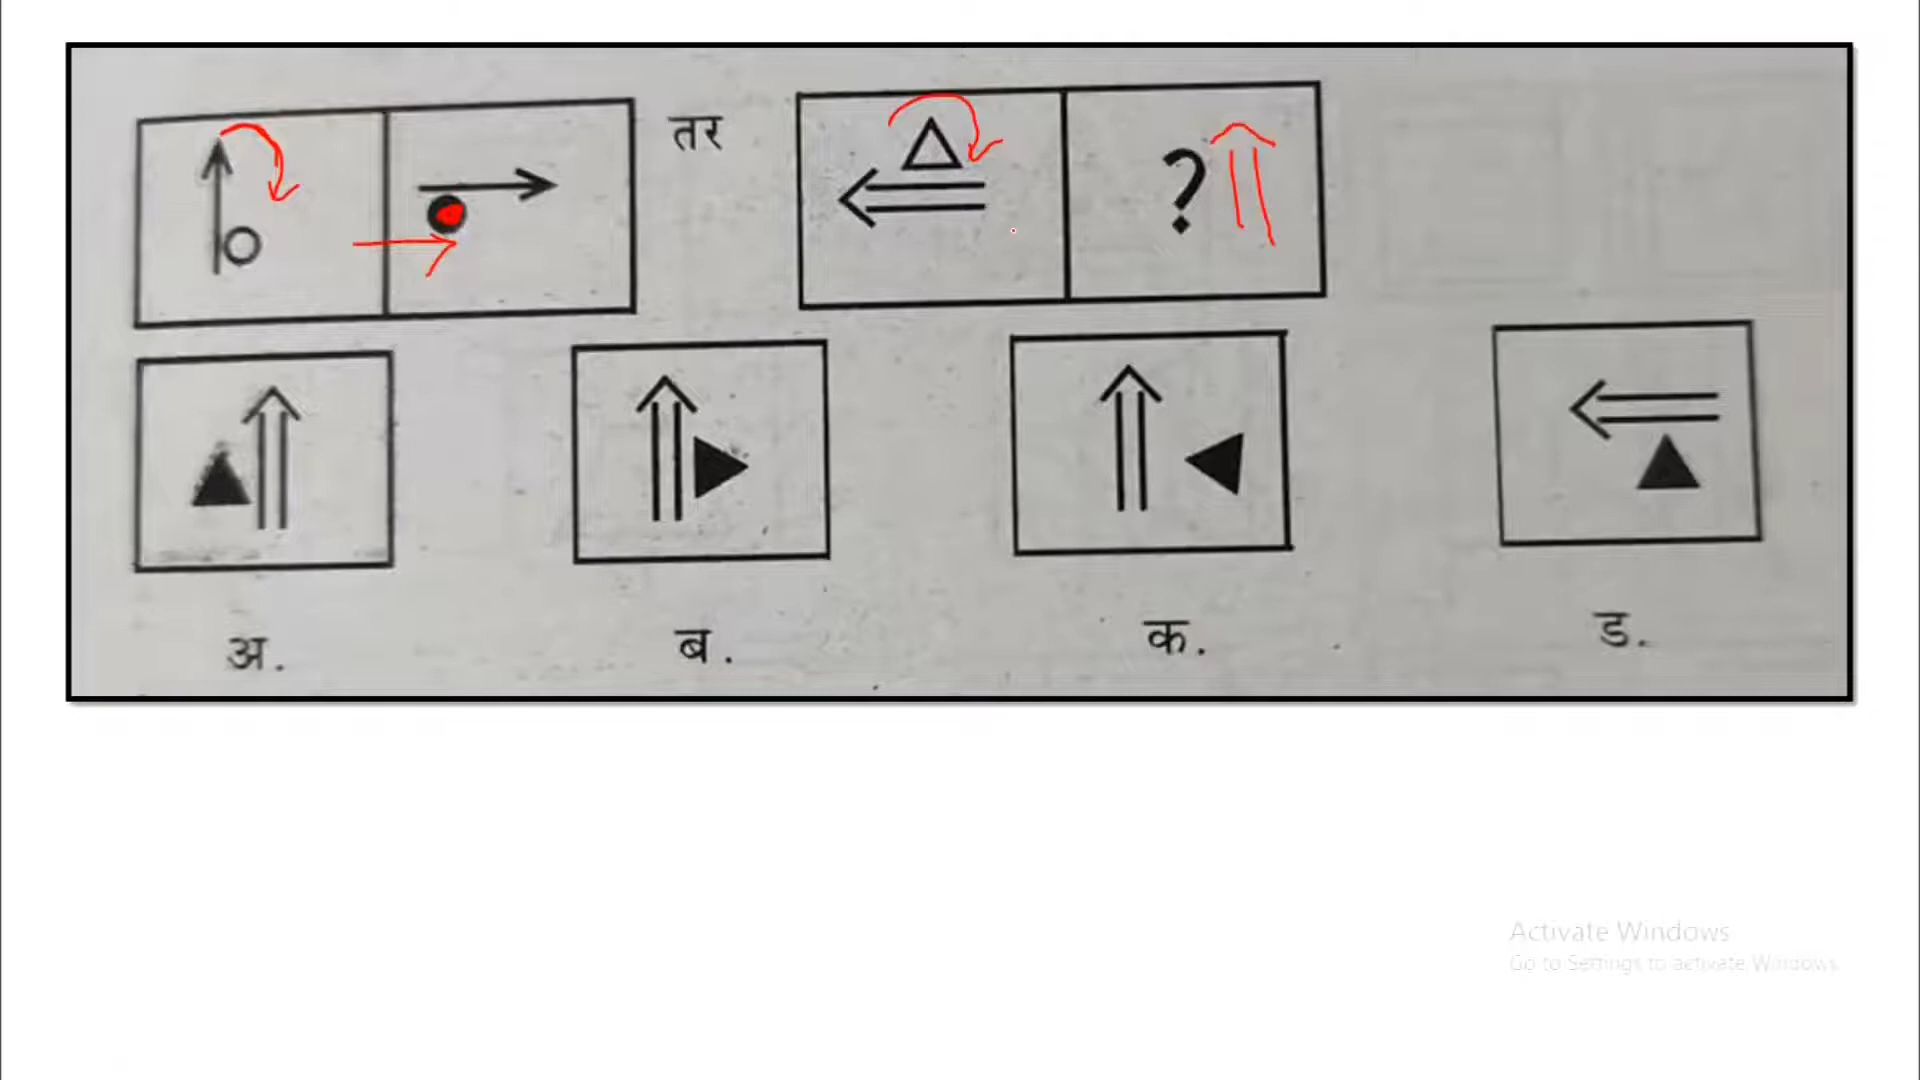 तर
?
अ.
ब.
क.
ड.
Activate Windows
Go to Settings to activate Windows.